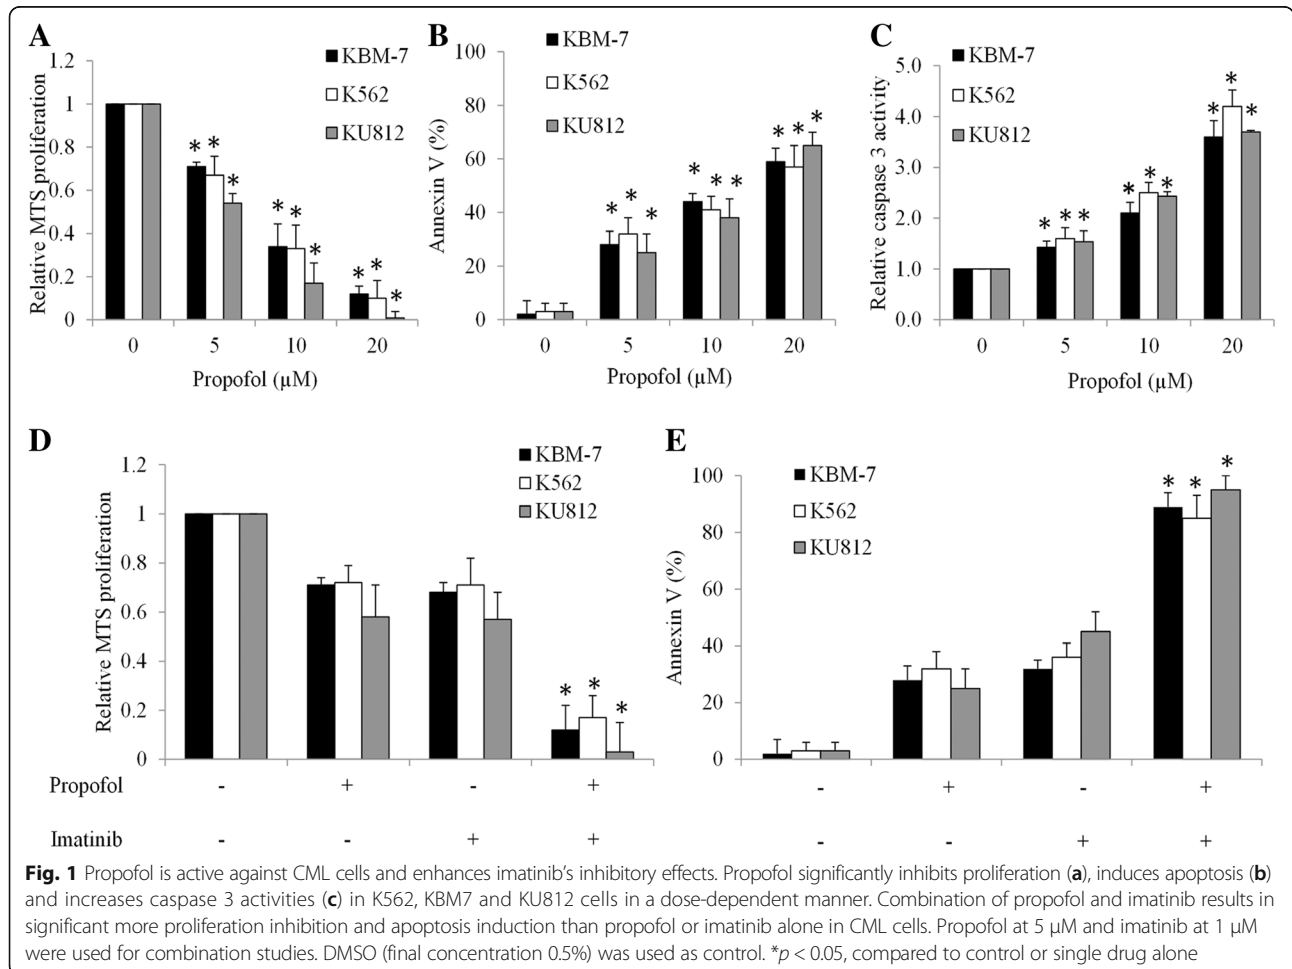 A
1.2
1
0.8
0.6
0.4
0.2
0
Relative MTS proliferation
KBM-7
K562
KU812
* * *
* * *
* * *
0 5 10 20
Propofol (µM)
B
100
80
60
40
20
0
Annexin V (%)
KBM-7
K562
KU812
* * *
* * *
* * *
0 5 10 20
Propofol (µM)
C
5.0
4.0
3.0
2.0
1.0
0.0
Relative caspase 3 activity
KBM-7
K562
KU812
* * *
* * *
* * *
0 5 10 20
Propofol (µM)
D
1.2
1
0.8
0.6
0.4
0.2
0
Relative MTS proliferation
KBM-7
K562
KU812
* * *
E
100
80
60
40
20
0
Annexin V (%)
KBM-7
K562
KU812
* * *
Propofol - + - + - + - +
Imatinib - - + + - - + +
Fig. 1 Propofol is active against CML cells and enhances imatinib's inhibitory effects. Propofol significantly inhibits proliferation (a), induces apoptosis (b)
and increases caspase 3 activities (c) in K562, KBM7 and KU812 cells in a dose-dependent manner. Combination of propofol and imatinib results in
significant more proliferation inhibition and apoptosis induction than propofol or imatinib alone in CML cells. Propofol at 5 µM and imatinib at 1 µM
were used for combination studies. DMSO (final concentration 0.5%) was used as control. *p < 0.05, compared to control or single drug alone